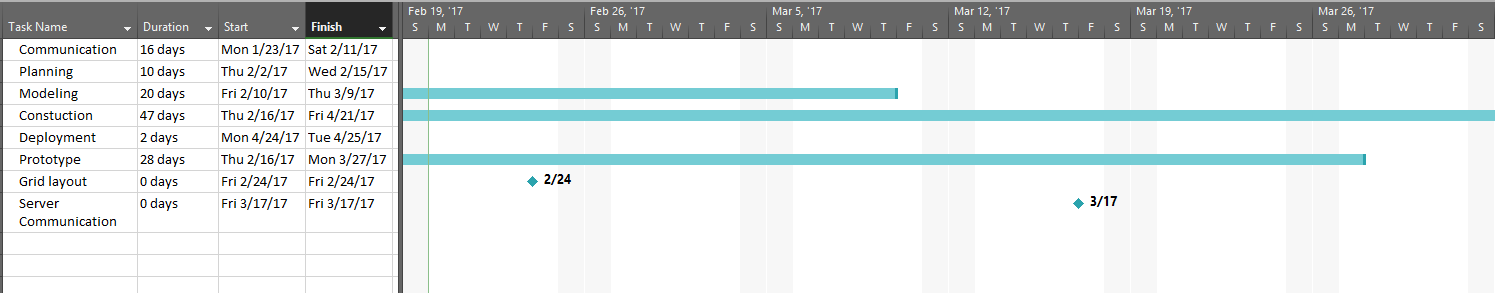 Feb 19, '17 Feb 26, '17 Mar 5, '17 Mar 12, '17 Mar 19, '17 Mar 26, '17
Task Name Duration Start Finish S M T W T F S S M T W T F S S M T W T F S S M T W T F S S M T W T F S S M T W T F S
Communication 16 days Mon 1/23/17 Sat 2/11/17
Planning 10 days Thu 2/2/17 Wed 2/15/17
Modeling 20 days Fri 2/10/17 Thu 3/9/17
Constuction 47 days Thu 2/16/17 Fri 4/21/17
Deployment 2 days Mon 4/24/17 Tue 4/25/17
Prototype 28 days Thu 2/16/17 Mon 3/27/17
Grid layout 0 days Fri 2/24/17 Fri 2/24/17 2/24
Server 0 days Fri 3/17/17 Fri 3/17/17 3/17
Communication